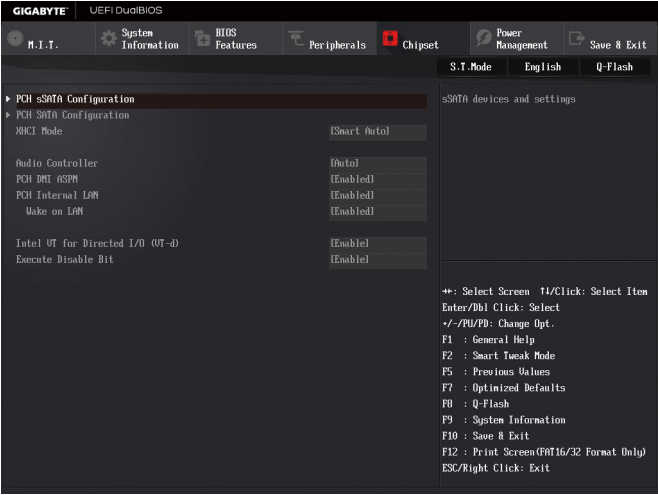 GIGABYTE™ UEFI DualBIOS
M.I.T. System Information BIOS Features Peripherals Chipset Power Management Save & Exit
S.T.Mode English Q-Flash
PCH sSATA Configuration
PCH SATA Configuration
XHCI Mode [Smart Auto]
Audio Controller [Auto]
PCH DMI ASPM [Enabled]
PCH Internal LAN [Enabled]
Wake on LAN [Enabled]
Intel VT for Directed I/O (VT-d) [Enable]
Execute Disable Bit [Enable]
sSATA devices and settings
→←: Select Screen ↑↓/Click: Select Item
Enter/Dbl Click: Select
+/-/PU/PD: Change Opt.
F1 : General Help
F2 : Smart Tweak Mode
F5 : Previous Values
F7 : Optimized Defaults
F8 : Q-Flash
F9 : System Information
F10 : Save & Exit
F12 : Print Screen(FAT16/32 Format Only)
ESC/Right Click: Exit